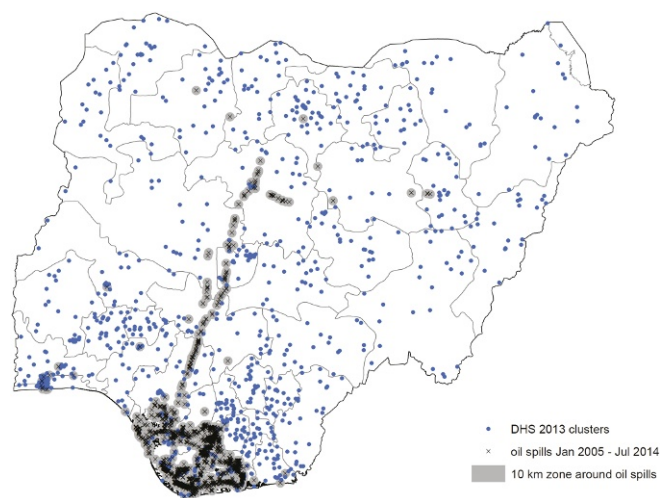 DHS 2013 clusters
oil spills Jan 2005 - Jul 2014
10 km zone around oil spills